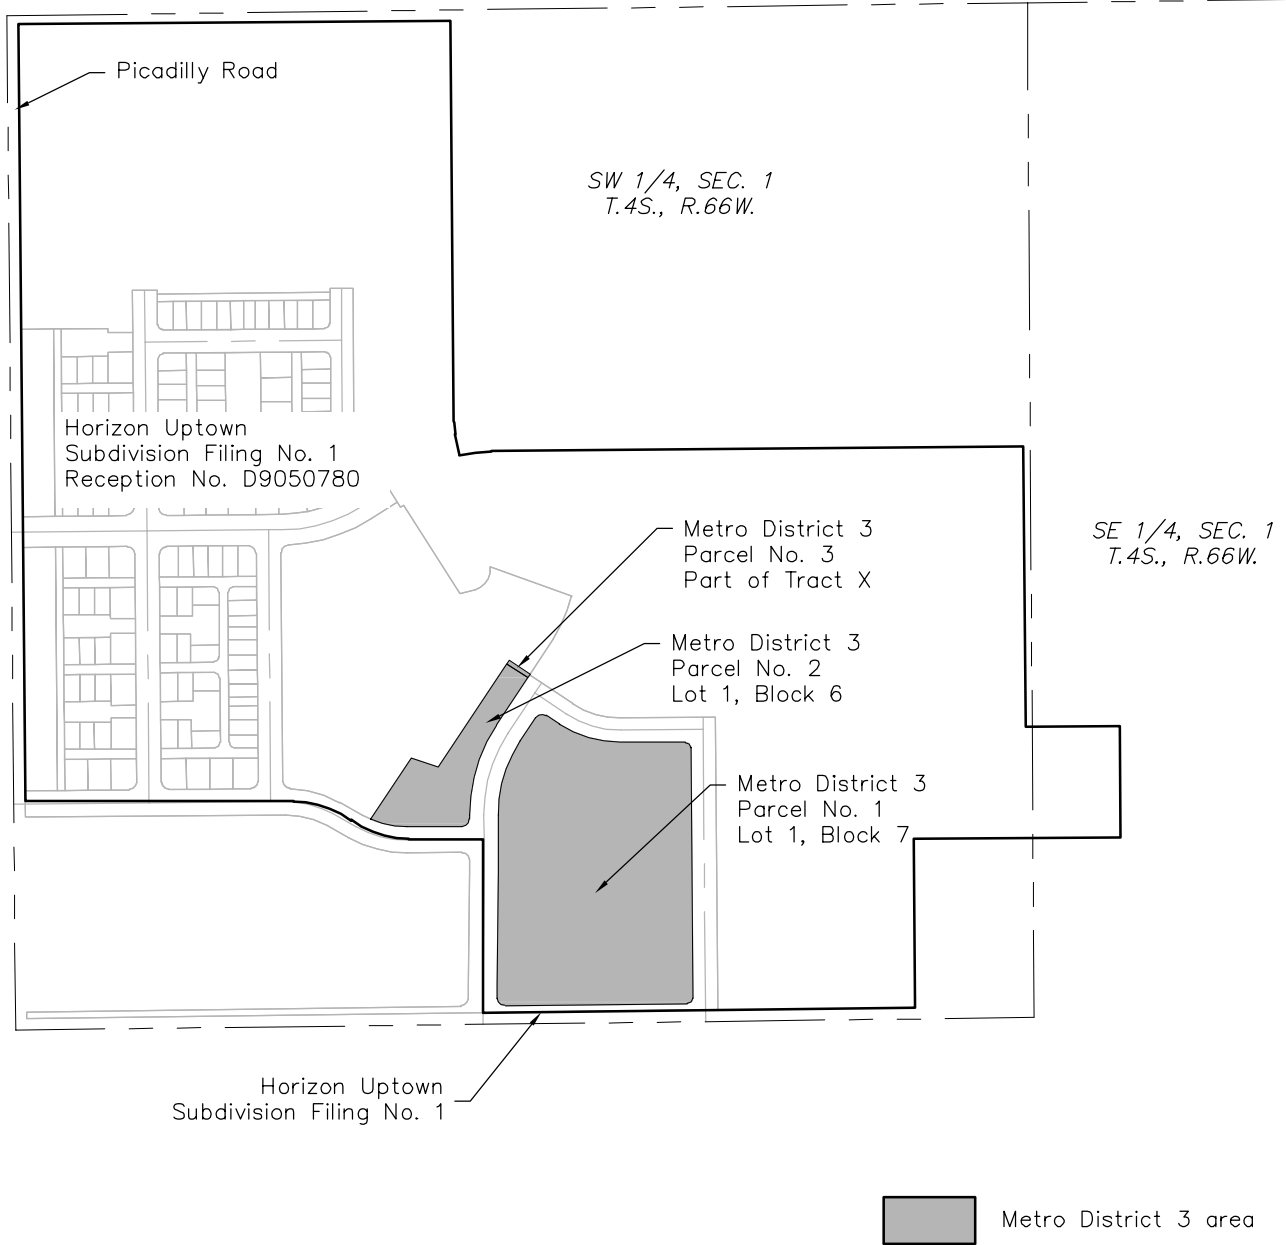 Picadilly Road
SW 1/4, SEC. 1
T.4S., R.66W.
Horizon Uptown
Subdivision Filing No. 1
Reception No. D9050780
Metro District 3
Parcel No. 3
Part of Tract X
SE 1/4, SEC. 1
T.4S., R.66W.
Metro District 3
Parcel No. 2
Lot 1, Block 6
Metro District 3
Parcel No. 1
Lot 1, Block 7
Horizon Uptown
Subdivision Filing No. 1
Metro District 3 area